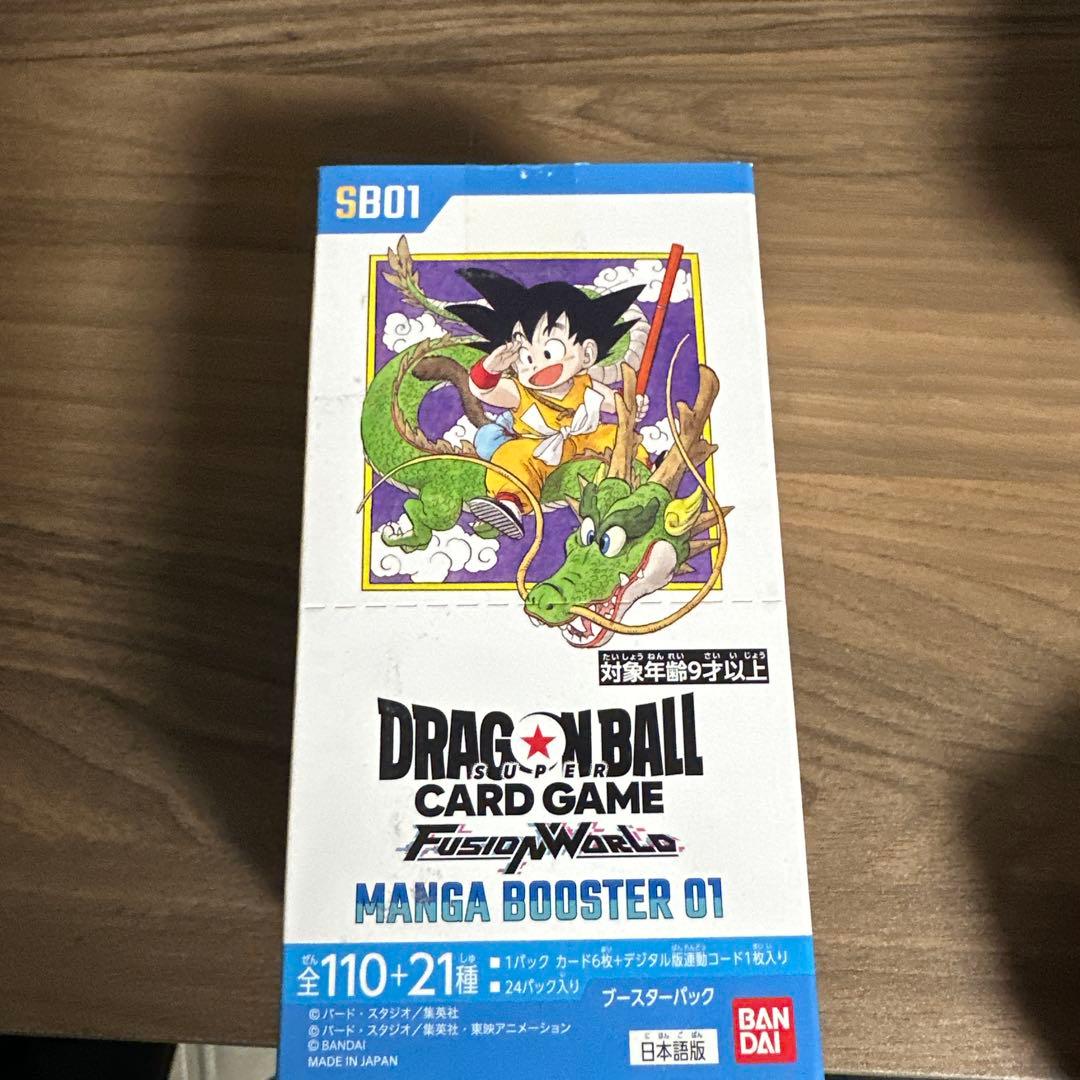 SB01
たいしょうねんれい さいいじょう
対象年齢9才以上
DRAGON BALL
SUPER
CARD GAME
FUSION WORLD
MANGA BOOSTER 01
ぜん しゅ まい ばんれんどう まいい
全110+21種 ■1パック カード6枚+デジタル版連動コード1枚入り
い
■24パック入り ブースターパック
©バード・スタジオ／集英社
©バード・スタジオ／集英社・東映アニメーション
©BANDAI
MADE IN JAPAN
にほんごばん
日本語版
BAN
DAI